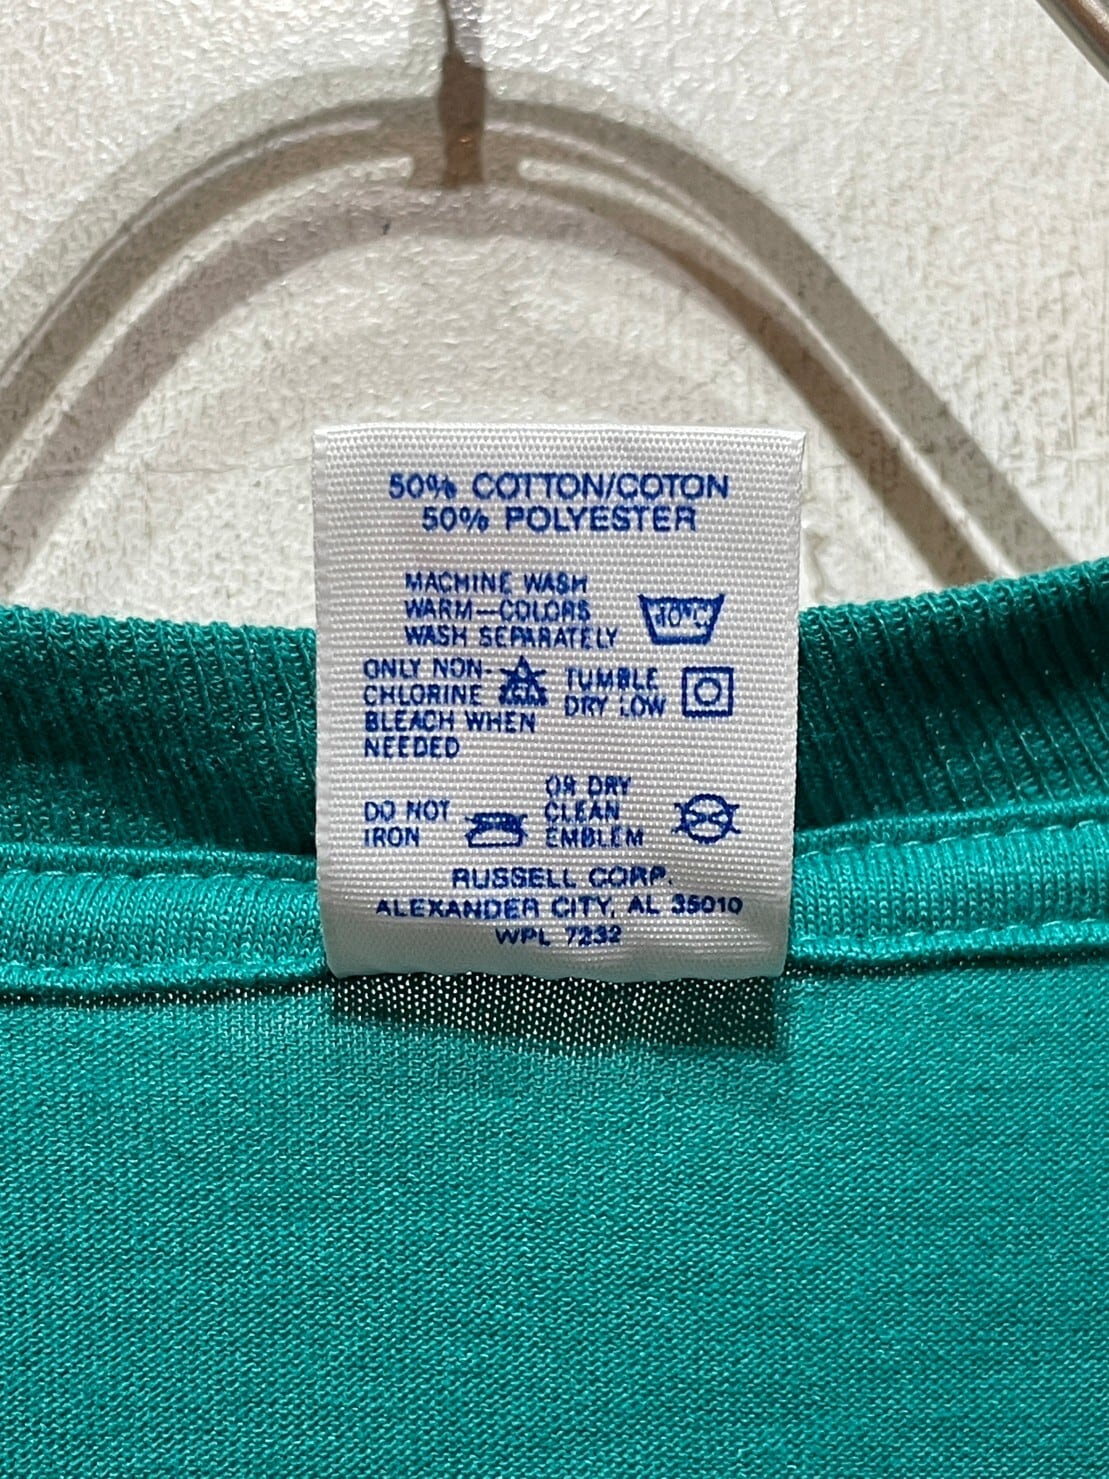 50% COTTON/COTON
50% POLYESTER
MACHINE WASH
WARM—COLORS
WASH SEPARATELY
40°C
ONLY NON-
CHLORINE
BLEACH WHEN
NEEDED
TUMBLE
DRY LOW
DO NOT
IRON
OR DRY
CLEAN
EMBLEM
RUSSELL CORP.
ALEXANDER CITY, AL 35010
WPL 7232